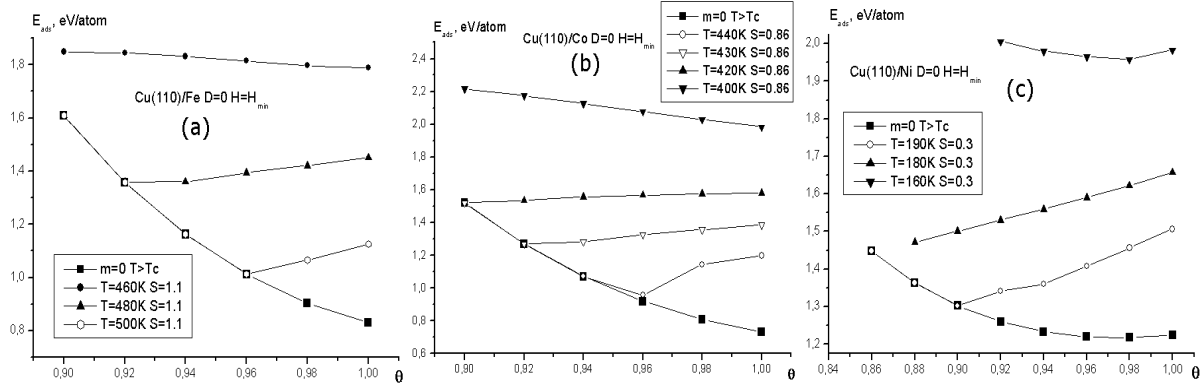 E_ads, eV/atom
1,8
1,6
1,4
1,2
1,0
0,8
Cu(110)/Fe D=0 H=H_min
(a)
m=0 T>Tc
T=460K S=1.1
T=480K S=1.1
T=500K S=1.1
0,90 0,92 0,94 0,96 0,98 1,00 θ
E_ads, eV/atom
2,6
2,4
2,2
2,0
1,8
1,6
1,4
1,2
1,0
0,8
0,6
Cu(110)/Co D=0 H=H_min
(b)
m=0 T>Tc
T=440K S=0.86
T=430K S=0.86
T=420K S=0.86
T=400K S=0.86
0,90 0,92 0,94 0,96 0,98 1,00 θ
E_ads, eV/atom
2,0
1,9
1,8
1,7
1,6
1,5
1,4
1,3
1,2
Cu(110)/Ni D=0 H=H_min
(c)
m=0 T>Tc
T=190K S=0.3
T=180K S=0.3
T=160K S=0.3
0,84 0,86 0,88 0,90 0,92 0,94 0,96 0,98 1,00 θ